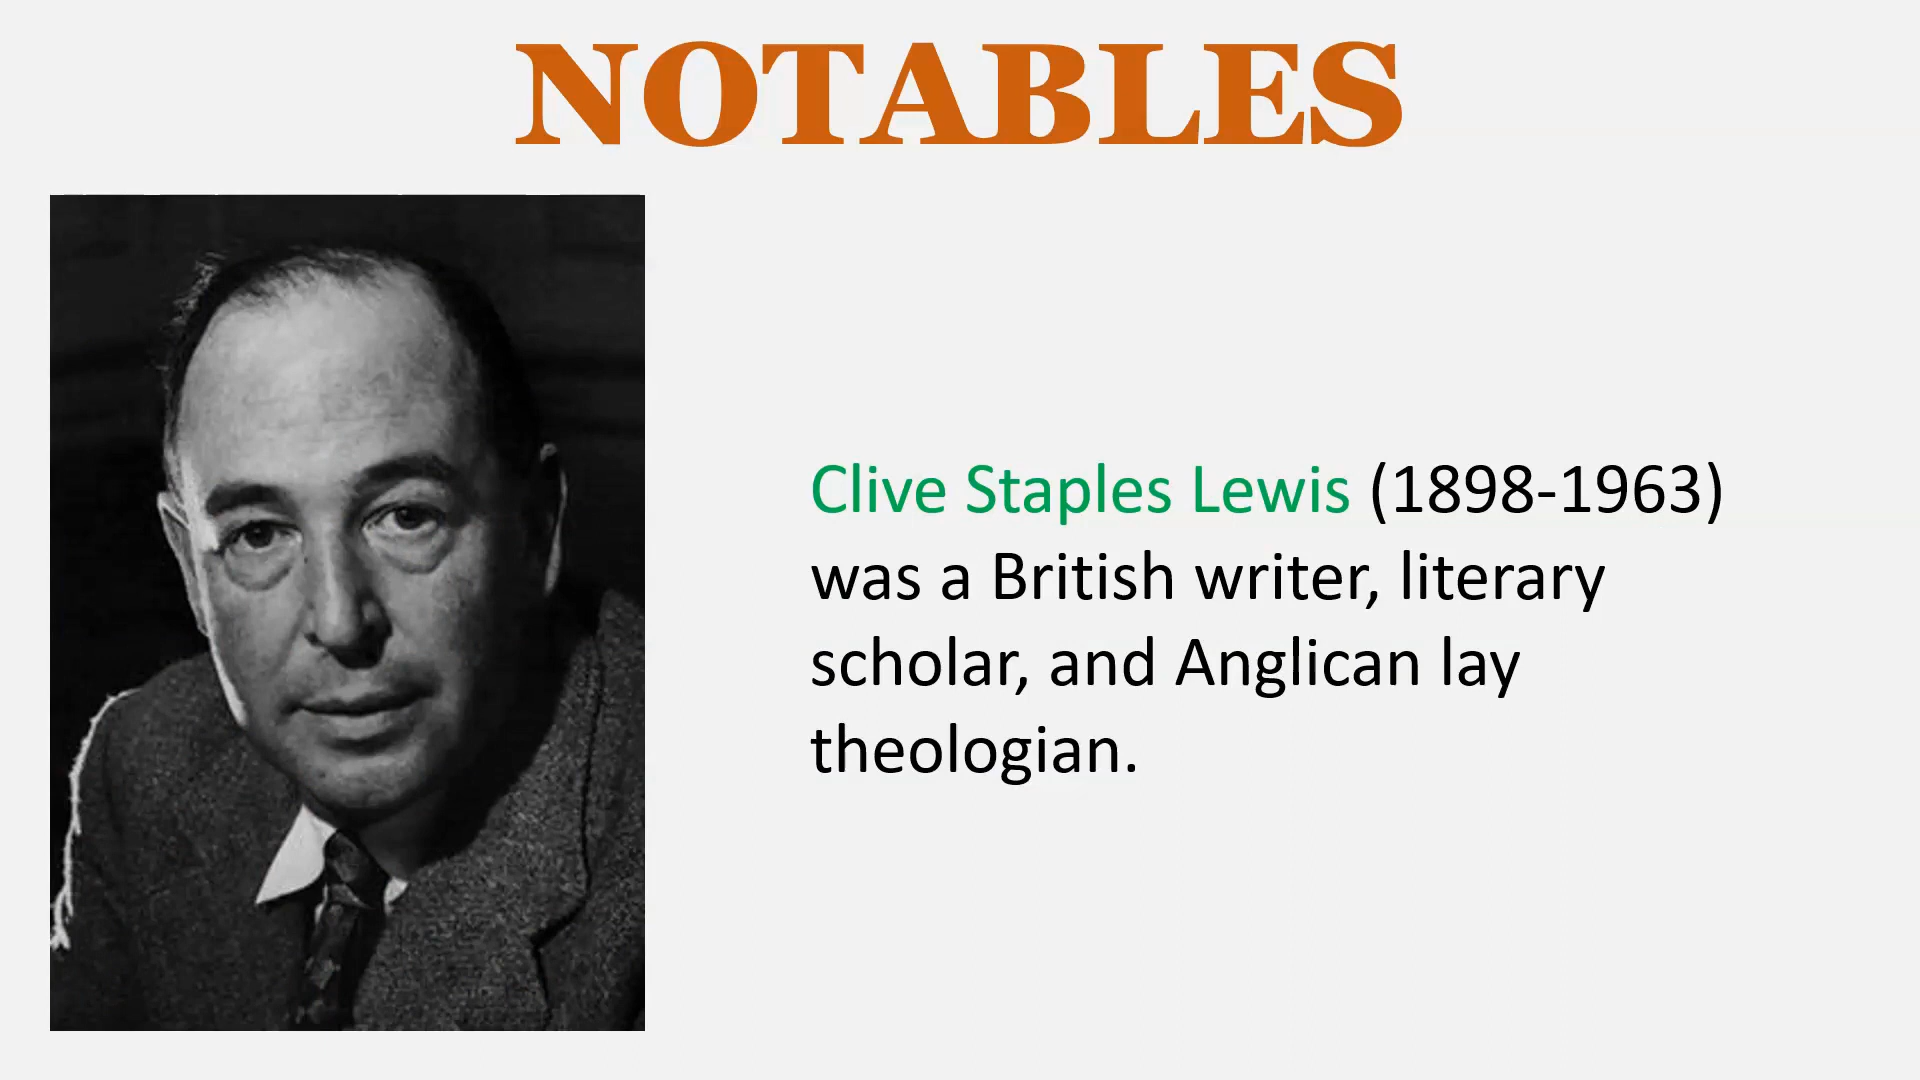 NOTABLES
Clive Staples Lewis (1898-1963)
was a British writer, literary
scholar, and Anglican lay
theologian.